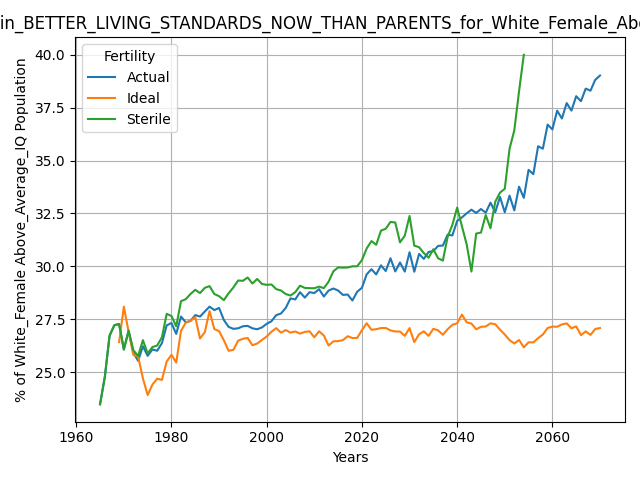 in_BETTER_LIVING_STANDARDS_NOW_THAN_PARENTS_for_White_Female_Abo
Fertility
Actual
Ideal
Sterile
% of White_Female Above_Average_IQ Population
40.0
37.5
35.0
32.5
30.0
27.5
25.0
1960
1980
2000
2020
2040
2060
Years